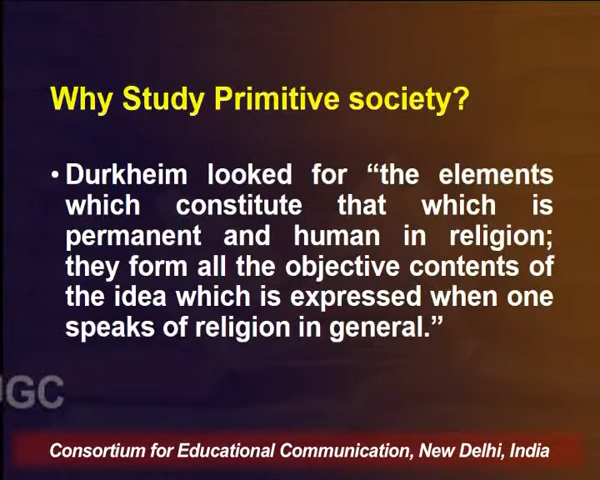 Why Study Primitive society?
• Durkheim looked for “the elements
which constitute that which is
permanent and human in religion;
they form all the objective contents of
the idea which is expressed when one
speaks of religion in general.”
UGC
Consortium for Educational Communication, New Delhi, India